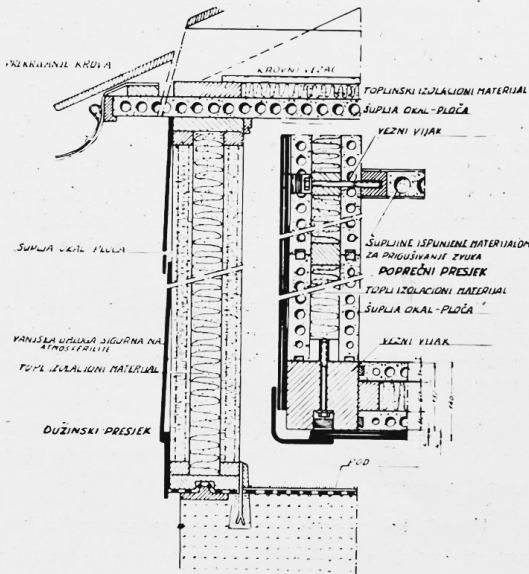 PREKRIVANJE KROVA
KROVNI VEZAČ
TOPLINSKI IZOLACIONI MATERIJAL
ŠUPLJA OKAL-PLOČA
VEZNI VIJAK
ŠUPLJA OKAL PLOČA
ŠUPLJINE ISPUNJENE MATERIJALOM
ZA PRIGUŠIVANJE ZVUKA
POPREČNI PRESJEK
TOPLI IZOLACIONI MATERIJAL
ŠUPLJA OKAL-PLOČA
VANJSKA OBLOGA SIGURNA NA
ATMOSFERILIJE
TOPL. IZOLACIONI MATERIJAL
VEZNI VIJAK
DUŽINSKI PRESJEK
POD